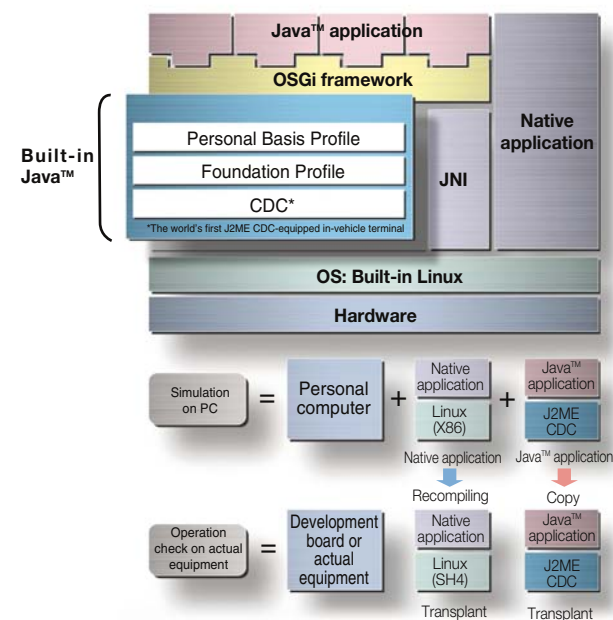 Java™ application
OSGi framework
Native
application
Built-in
Java™
Personal Basis Profile
Foundation Profile
CDC*
*The world's first J2ME CDC-equipped in-vehicle terminal
JNI
OS: Built-in Linux
Hardware
Simulation
on PC
=
Personal
computer
+
Native
application
Linux
(X86)
+
Java™
application
J2ME
CDC
Native application
Java™ application
Recompiling
Copy
Operation
check on actual
equipment
=
Development
board or
actual
equipment
Native
application
Linux
(SH4)
Java™
application
J2ME
CDC
Transplant
Transplant